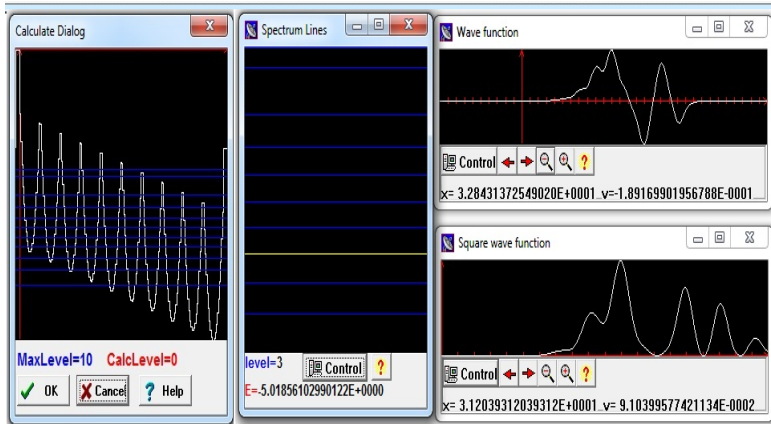 Calculate Dialog
MaxLevel=10 CalcLevel=0
OK Cancel Help
Spectrum Lines
level=3 Control
E=-5.01856102990122E+0000
Wave function
Control
x= 3.28431372549020E+0001 v=-1.89169901956788E-0001
Square wave function
Control
x= 3.12039312039312E+0001 v= 9.10399577421134E-0002